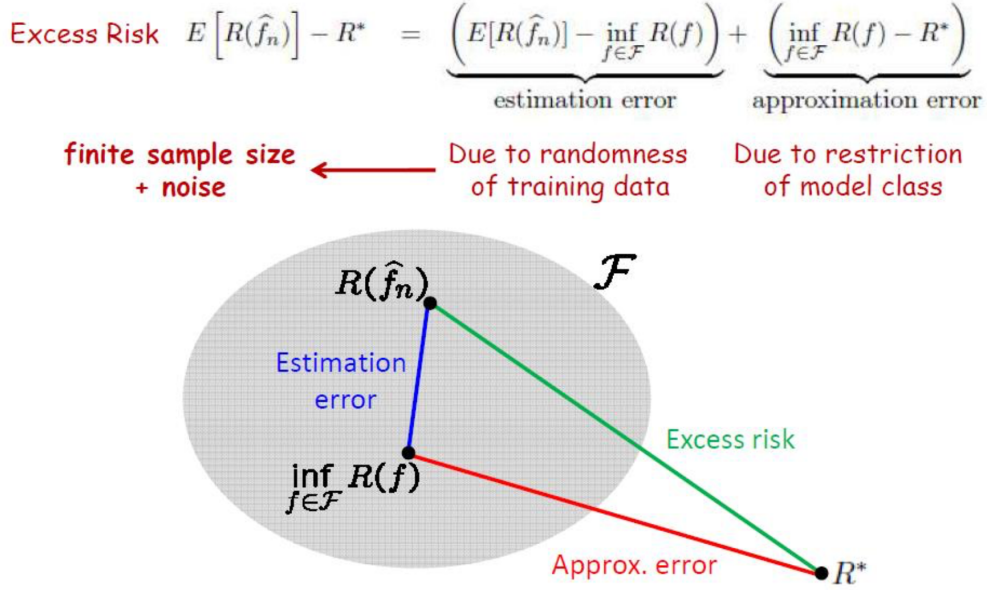 Excess Risk E[R(f̂ₙ)] − R* = (E[R(f̂ₙ)] − inf_{f∈𝓕} R(f)) + (inf_{f∈𝓕} R(f) − R*)
estimation error approximation error
finite sample size Due to randomness Due to restriction
+ noise of training data of model class
R(f̂ₙ) 𝓕
Estimation
error
Excess risk
inf_{f∈𝓕} R(f)
Approx. error R*